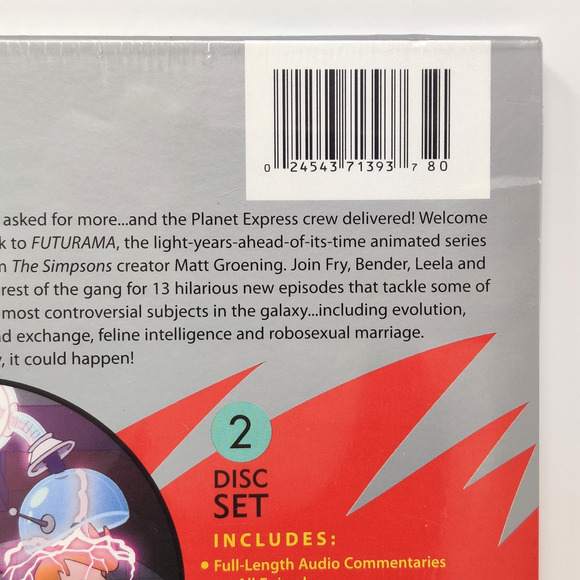 0 24543 71393 7 80
asked for more...and the Planet Express crew delivered! Welcome
to FUTURAMA, the light-years-ahead-of-its-time animated series
The Simpsons creator Matt Groening. Join Fry, Bender, Leela and
rest of the gang for 13 hilarious new episodes that tackle some of
most controversial subjects in the galaxy...including evolution,
exchange, feline intelligence and robosexual marriage.
, it could happen!
2
DISC
SET
INCLUDES:
• Full-Length Audio Commentaries